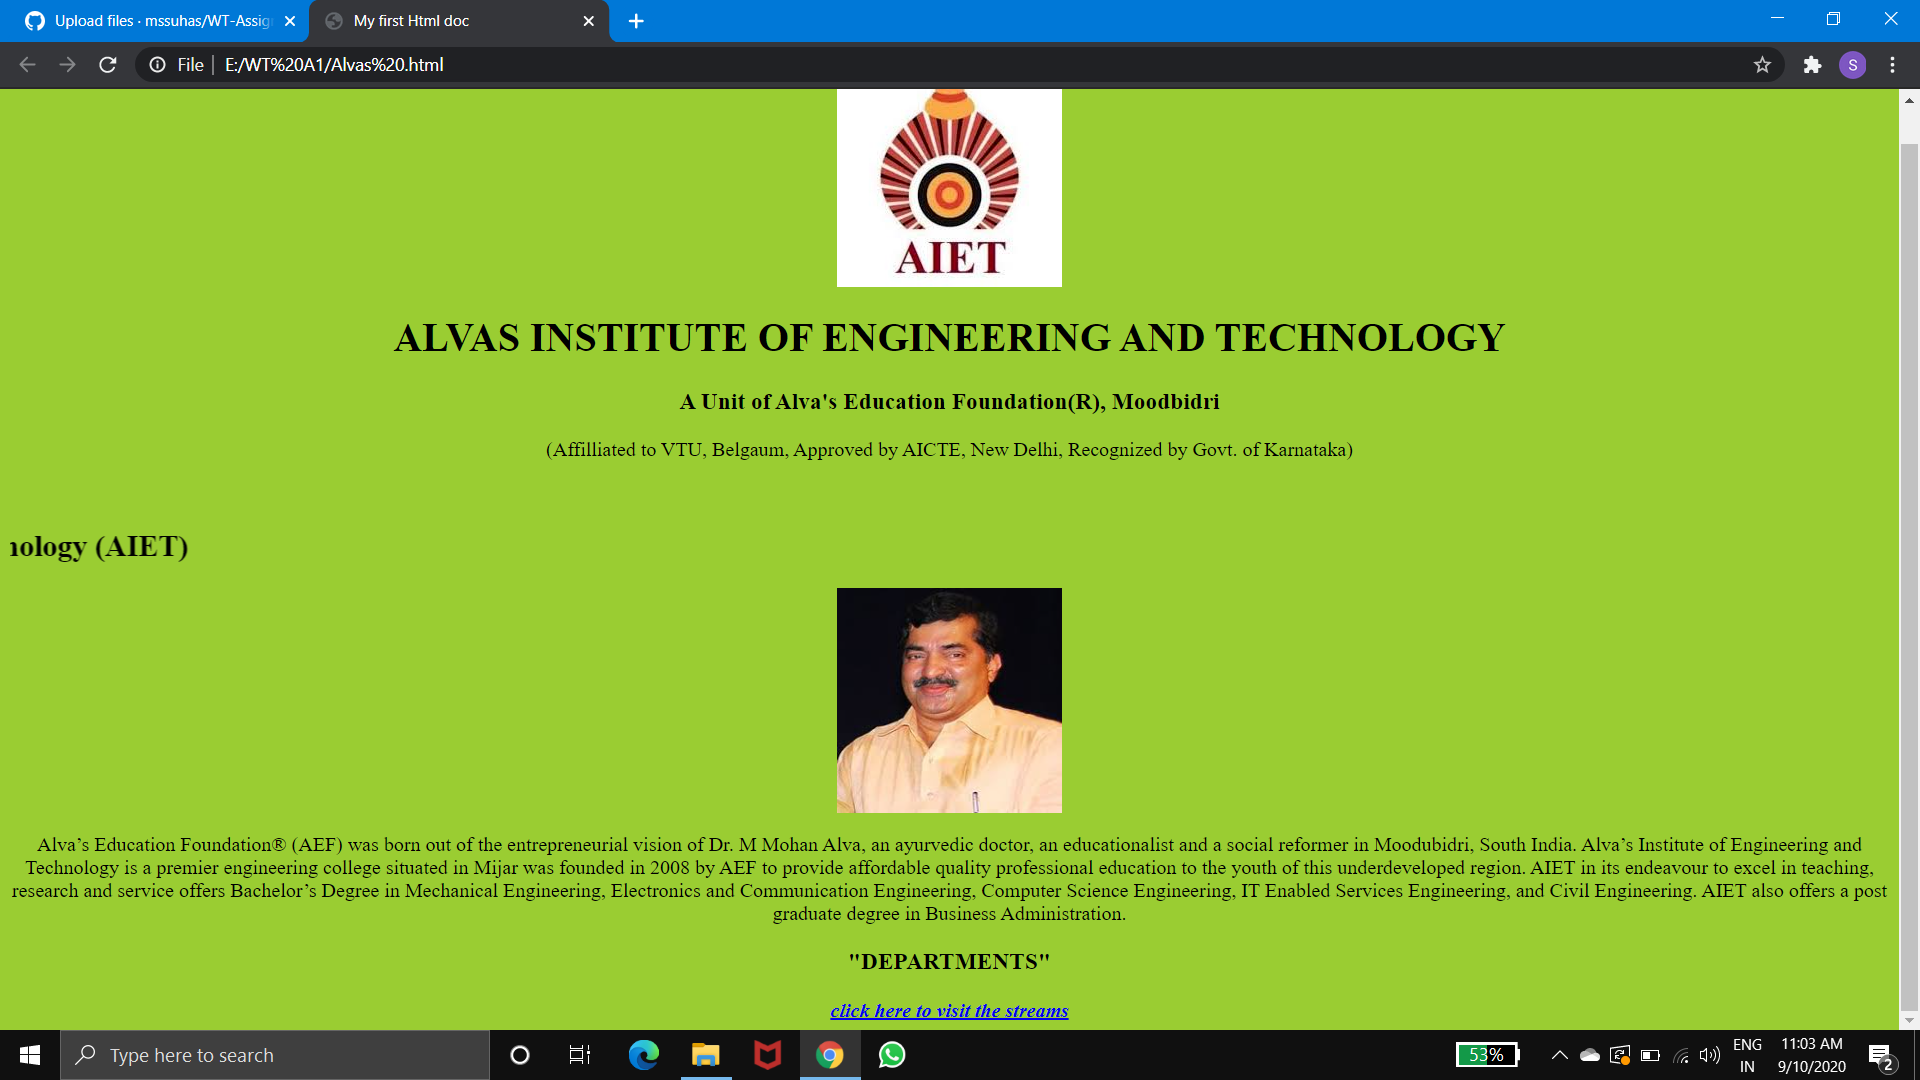 Upload files · mssuhas/WT-Assig
My first Html doc
File
E:/WT%20A1/Alvas%20.html
S
AIET
ALVAS INSTITUTE OF ENGINEERING AND TECHNOLOGY
A Unit of Alva's Education Foundation(R), Moodbidri
(Affilliated to VTU, Belgaum, Approved by AICTE, New Delhi, Recognized by Govt. of Karnataka)
nology (AIET)
Alva’s Education Foundation® (AEF) was born out of the entrepreneurial vision of Dr. M Mohan Alva, an ayurvedic doctor, an educationalist and a social reformer in Moodubidri, South India. Alva’s Institute of Engineering and
Technology is a premier engineering college situated in Mijar was founded in 2008 by AEF to provide affordable quality professional education to the youth of this underdeveloped region. AIET in its endeavour to excel in teaching,
research and service offers Bachelor’s Degree in Mechanical Engineering, Electronics and Communication Engineering, Computer Science Engineering, IT Enabled Services Engineering, and Civil Engineering. AIET also offers a post
graduate degree in Business Administration.
"DEPARTMENTS"
click here to visit the streams
Type here to search
53%
ENG
IN
11:03 AM
9/10/2020
2